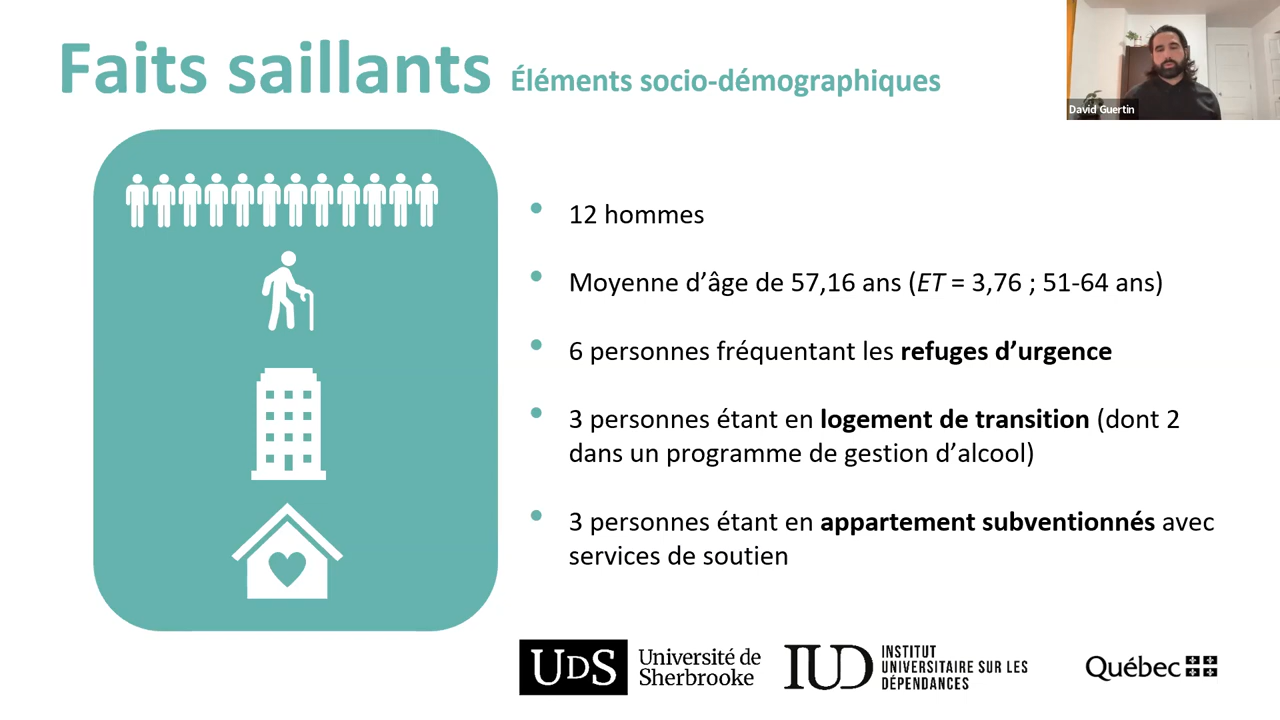 Faits saillants Éléments socio-démographiques
David Guertin
• 12 hommes
• Moyenne d’âge de 57,16 ans (ET = 3,76 ; 51-64 ans)
• 6 personnes fréquentant les refuges d’urgence
• 3 personnes étant en logement de transition (dont 2
dans un programme de gestion d’alcool)
• 3 personnes étant en appartement subventionnés avec
services de soutien
UDS Université de
Sherbrooke
IUD INSTITUT
UNIVERSITAIRE SUR LES
DÉPENDANCES
Québec